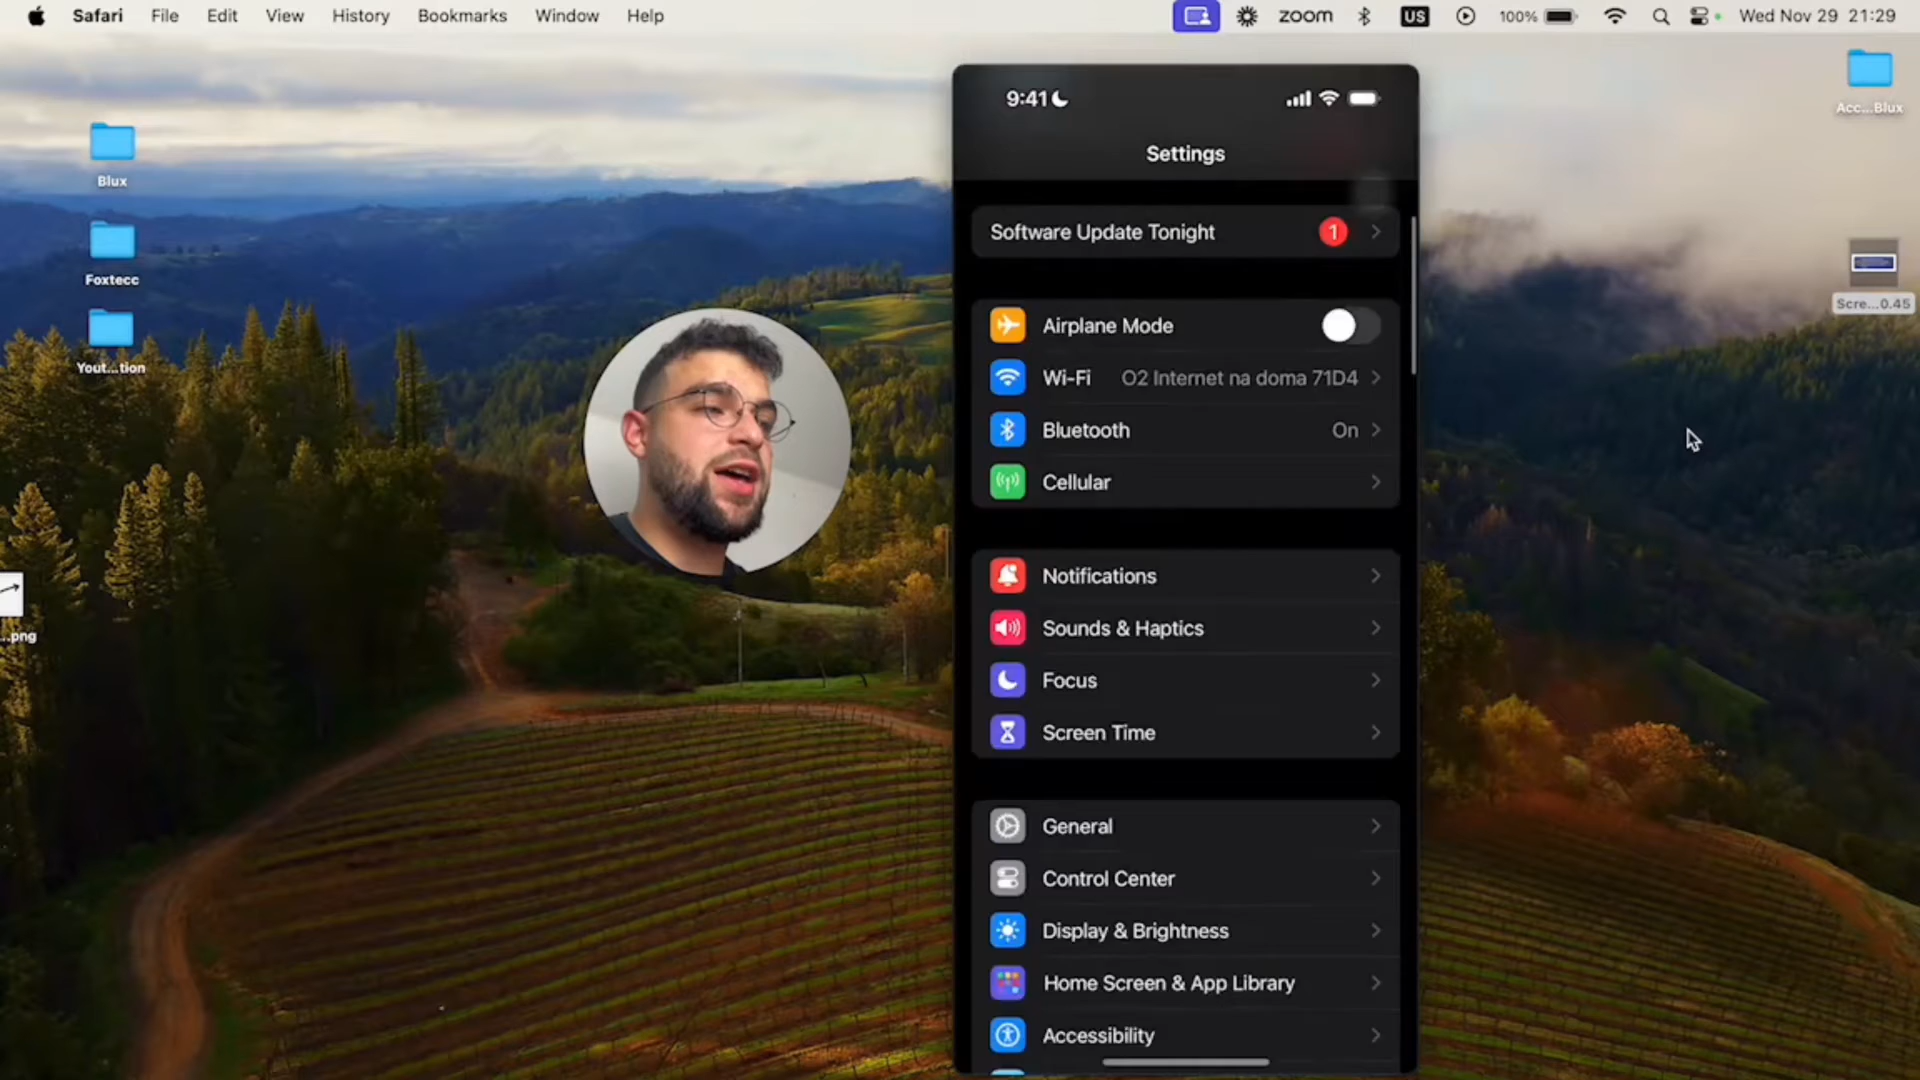 Safari File Edit View History Bookmarks Window Help
zoom US 100% Wed Nov 29 21:29
Acc...Blux
Blux
Foxtecc
Yout...tion
...png
Scre...0.45
9:41
Settings
Software Update Tonight 1
Airplane Mode
Wi-Fi O2 Internet na doma 71D4
Bluetooth On
Cellular
Notifications
Sounds & Haptics
Focus
Screen Time
General
Control Center
Display & Brightness
Home Screen & App Library
Accessibility